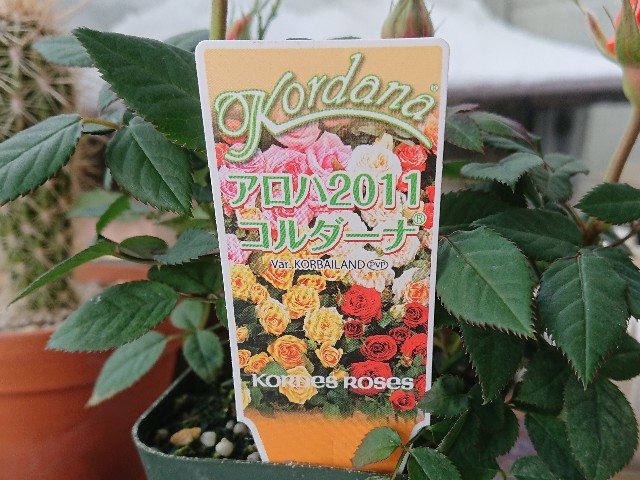 Kordana®
アロハ2011
コルダーナ®
Var. KORBAILAND PVP
KORDES ROSES